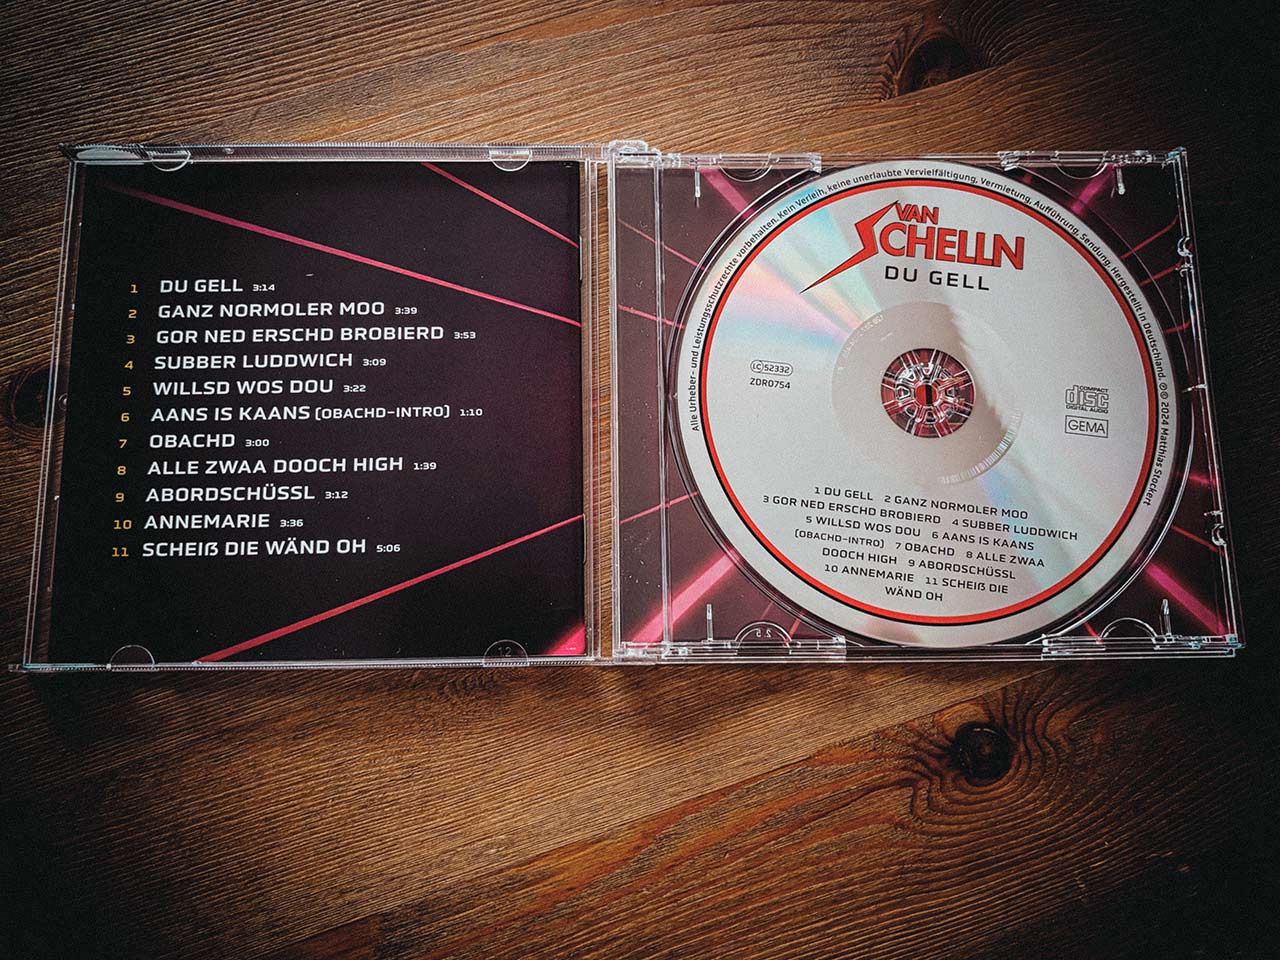 1 DU GELL 3:14
2 GANZ NORMOLER MOO 3:39
3 GOR NED ERSCHD BROBIERD 3:53
4 SUBBER LUDDWICH 3:09
5 WILLSD WOS DOU 3:22
6 AANS IS KAANS (OBACHD-INTRO) 1:10
7 OBACHD 3:00
8 ALLE ZWAA DOOCH HIGH 1:39
9 ABORDSCHÜSSL 3:12
10 ANNEMARIE 3:36
11 SCHEIß DIE WÄND OH 5:06
12
Alle Urheber- und Leistungsschutzrechte vorbehalten. Kein Verleih, keine unerlaubte Vervielfältigung, Vermietung, Aufführung, Sendung. Hergestellt in Deutschland. ℗ © 2024 Matthias Stockert
VAN
SCHELLN
DU GELL
LC 52332
ZDR0754
COMPACT
disc
DIGITAL AUDIO
GEMA
1 DU GELL 2 GANZ NORMOLER MOO
3 GOR NED ERSCHD BROBIERD 4 SUBBER LUDDWICH
5 WILLSD WOS DOU 6 AANS IS KAANS
(OBACHD-INTRO) 7 OBACHD 8 ALLE ZWAA
DOOCH HIGH 9 ABORDSCHÜSSL
10 ANNEMARIE 11 SCHEIß DIE
WÄND OH
2.5